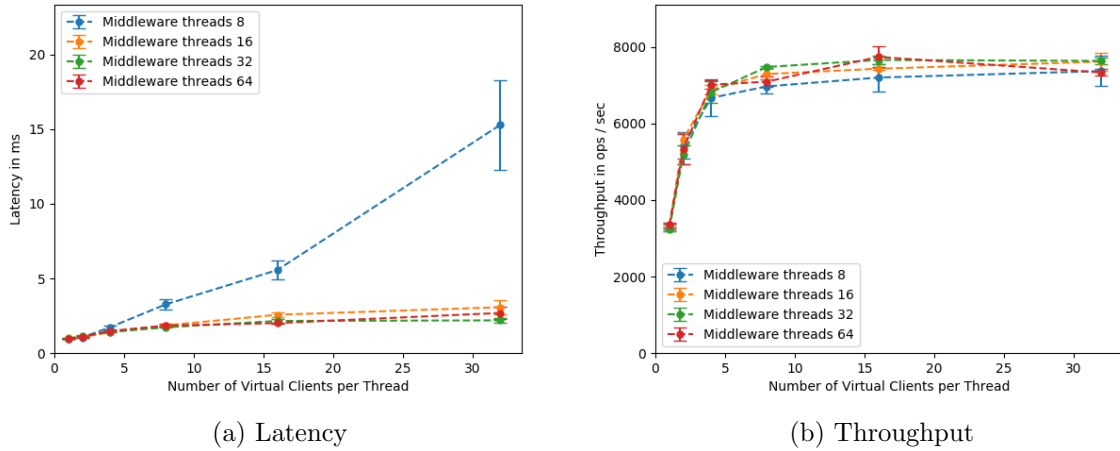 Middleware threads 8
Middleware threads 16
Middleware threads 32
Middleware threads 64
20
15
10
5
0
Latency in ms
0 5 10 15 20 25 30
Number of Virtual Clients per Thread
(a) Latency
8000
6000
4000
2000
0
Throughput in ops / sec
Middleware threads 8
Middleware threads 16
Middleware threads 32
Middleware threads 64
0 5 10 15 20 25 30
Number of Virtual Clients per Thread
(b) Throughput